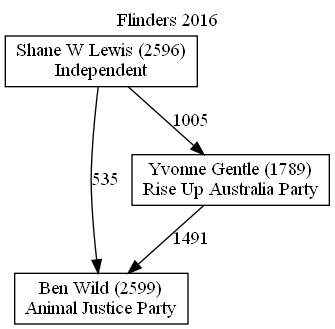 Flinders 2016
Shane W Lewis (2596)
Independent
1005
Yvonne Gentle (1789)
Rise Up Australia Party
535
1491
Ben Wild (2599)
Animal Justice Party